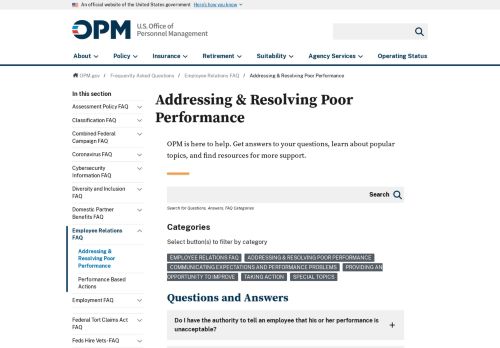 An official website of the United States government Here's how you know
OPM U.S. Office of
Personnel Management
About Policy Insurance Retirement Suitability Agency Services Operating Status
OPM.gov / Frequently Asked Questions / Employee Relations FAQ / Addressing & Resolving Poor Performance
In this section
Assessment Policy FAQ
Classification FAQ
Combined Federal
Campaign FAQ
Coronavirus FAQ
Cybersecurity
Information FAQ
Diversity and Inclusion
FAQ
Domestic Partner
Benefits FAQ
Employee Relations
FAQ
Addressing &
Resolving Poor
Performance
Performance Based
Actions
Employment FAQ
Federal Tort Claims Act
FAQ
Feds Hire Vets-FAQ
Addressing & Resolving Poor
Performance
OPM is here to help. Get answers to your questions, learn about popular
topics, and find resources for more support.
Search
Search for Questions, Answers, FAQ Categories
Categories
Select button(s) to filter by category
EMPLOYEE RELATIONS FAQ ADDRESSING & RESOLVING POOR PERFORMANCE
COMMUNICATING EXPECTATIONS AND PERFORMANCE PROBLEMS PROVIDING AN
OPPORTUNITY TO IMPROVE TAKING ACTION SPECIAL TOPICS
Questions and Answers
Do I have the authority to tell an employee that his or her performance is
unacceptable? +